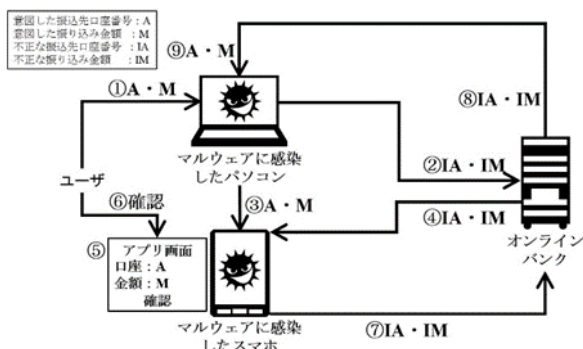 意図した振込先口座番号：A
意図した振り込み金額：M
不正な振込先口座番号：IA
不正な振り込み金額：IM
⑨A・M
①A・M
⑧IA・IM
マルウェアに感染
したパソコン
②IA・IM
ユーザ
⑥確認
③A・M
④IA・IM
オンライン
バンク
⑤
アプリ画面
口座：A
金額：M
確認
マルウェアに感染
したスマホ
⑦IA・IM